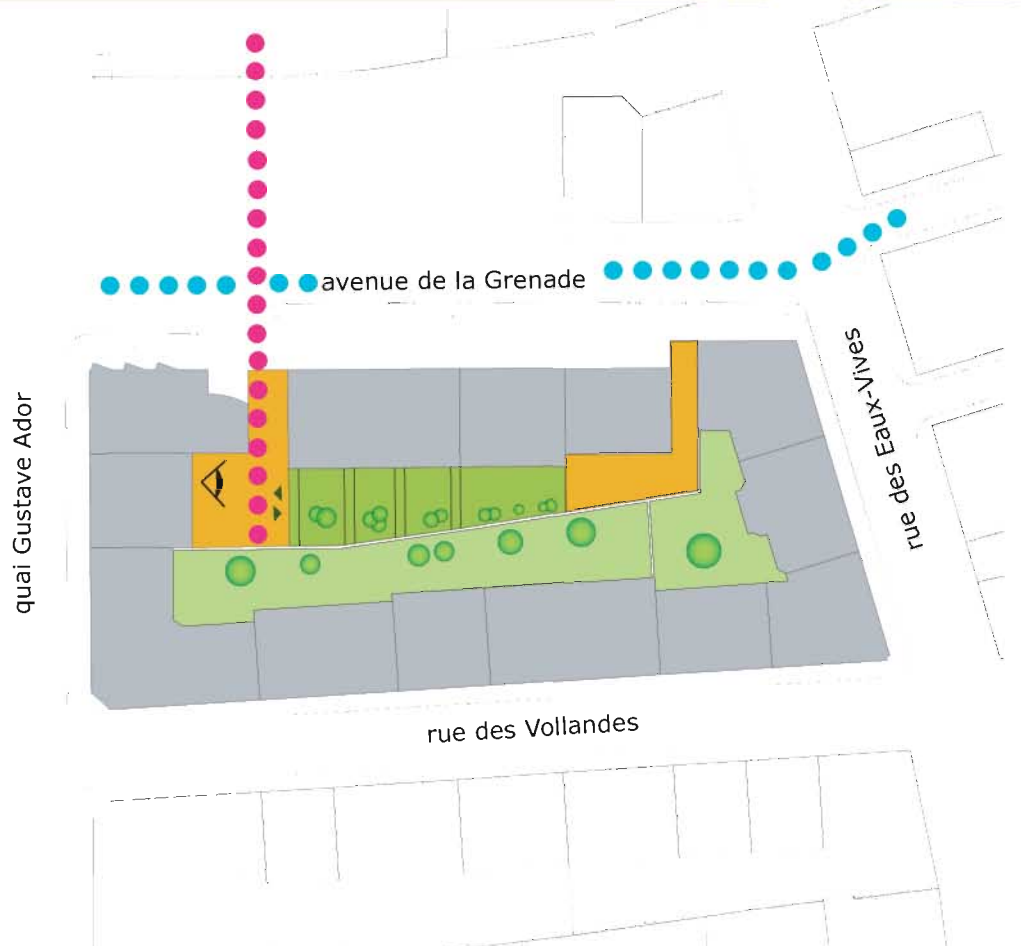 avenue de la Grenade
quai Gustave Ador
rue des Eaux-Vives
rue des Vollandes